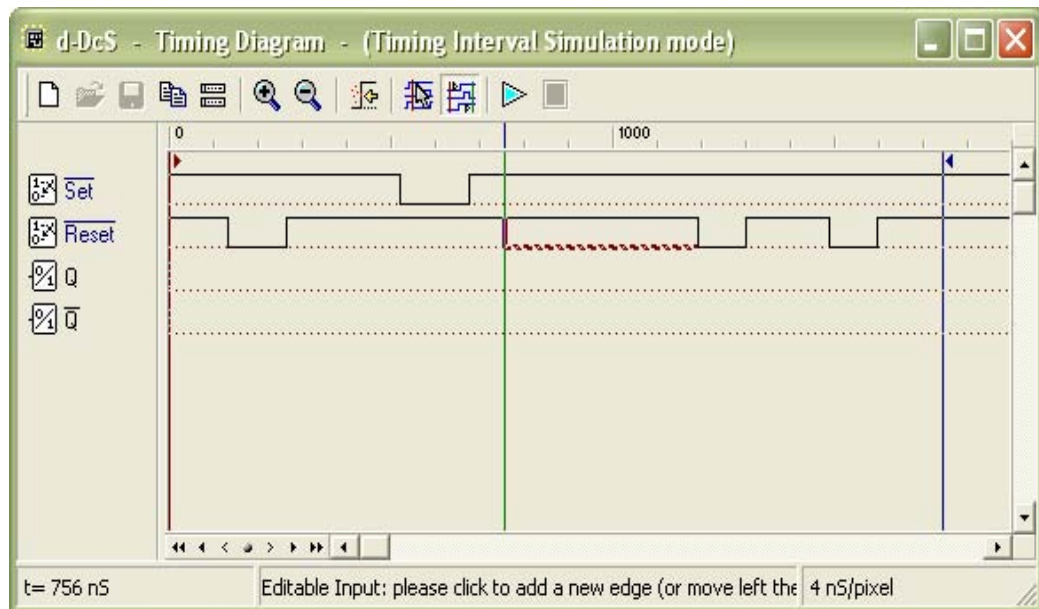 d-DcS - Timing Diagram - (Timing Interval Simulation mode)
0 1000
Set
Reset
Q
Q
t= 756 nS Editable Input: please click to add a new edge (or move left the 4 nS/pixel